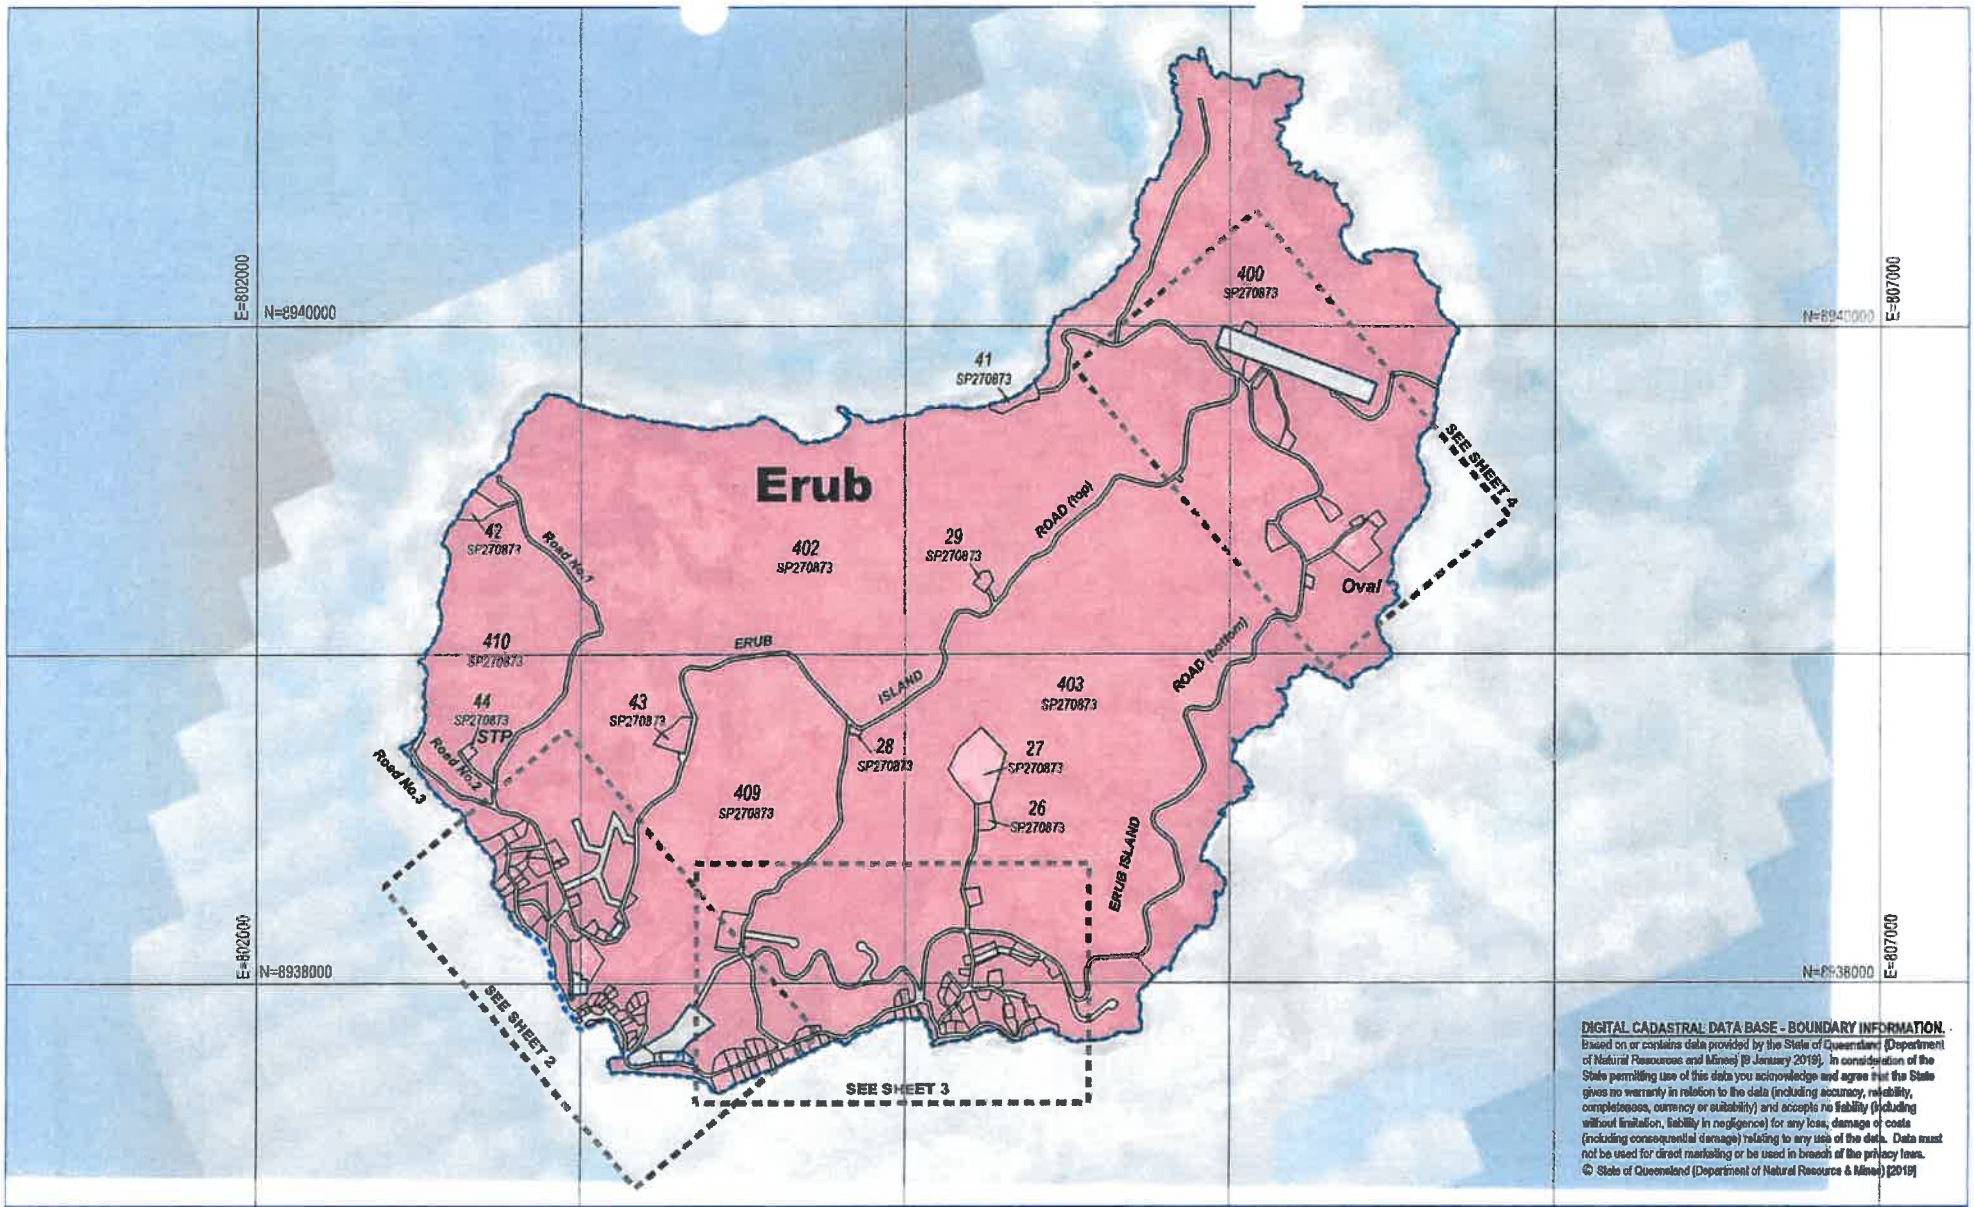 E=802000
N=8940000
N=8940000
E=807000
400
SP270873
41
SP270873
SEE SHEET 4
Erub
ROAD (top)
42
SP270873
Road No.1
402
SP270873
29
SP270873
Oval
410
SP270873
ERUB
ISLAND
403
SP270873
ROAD (bottom)
44
SP270873
STP
43
SP270873
28
SP270873
27
SP270873
Road No.2
Road No.3
409
SP270873
26
SP270873
ERUB ISLAND
E=802000
N=8938000
N=8938000
E=807000
SEE SHEET 2
SEE SHEET 3
DIGITAL CADASTRAL DATA BASE - BOUNDARY INFORMATION.
Based on or contains data provided by the State of Queensland (Department
of Natural Resources and Mines) [9 January 2019]. In consideration of the
State permitting use of this data you acknowledge and agree that the State
gives no warranty in relation to the data (including accuracy, reliability,
completeness, currency or suitability) and accepts no liability (including
without limitation, liability in negligence) for any loss, damage or costs
(including consequential damage) relating to any use of the data. Data must
not be used for direct marketing or be used in breach of the privacy laws.
© State of Queensland (Department of Natural Resource & Mines) [2019]